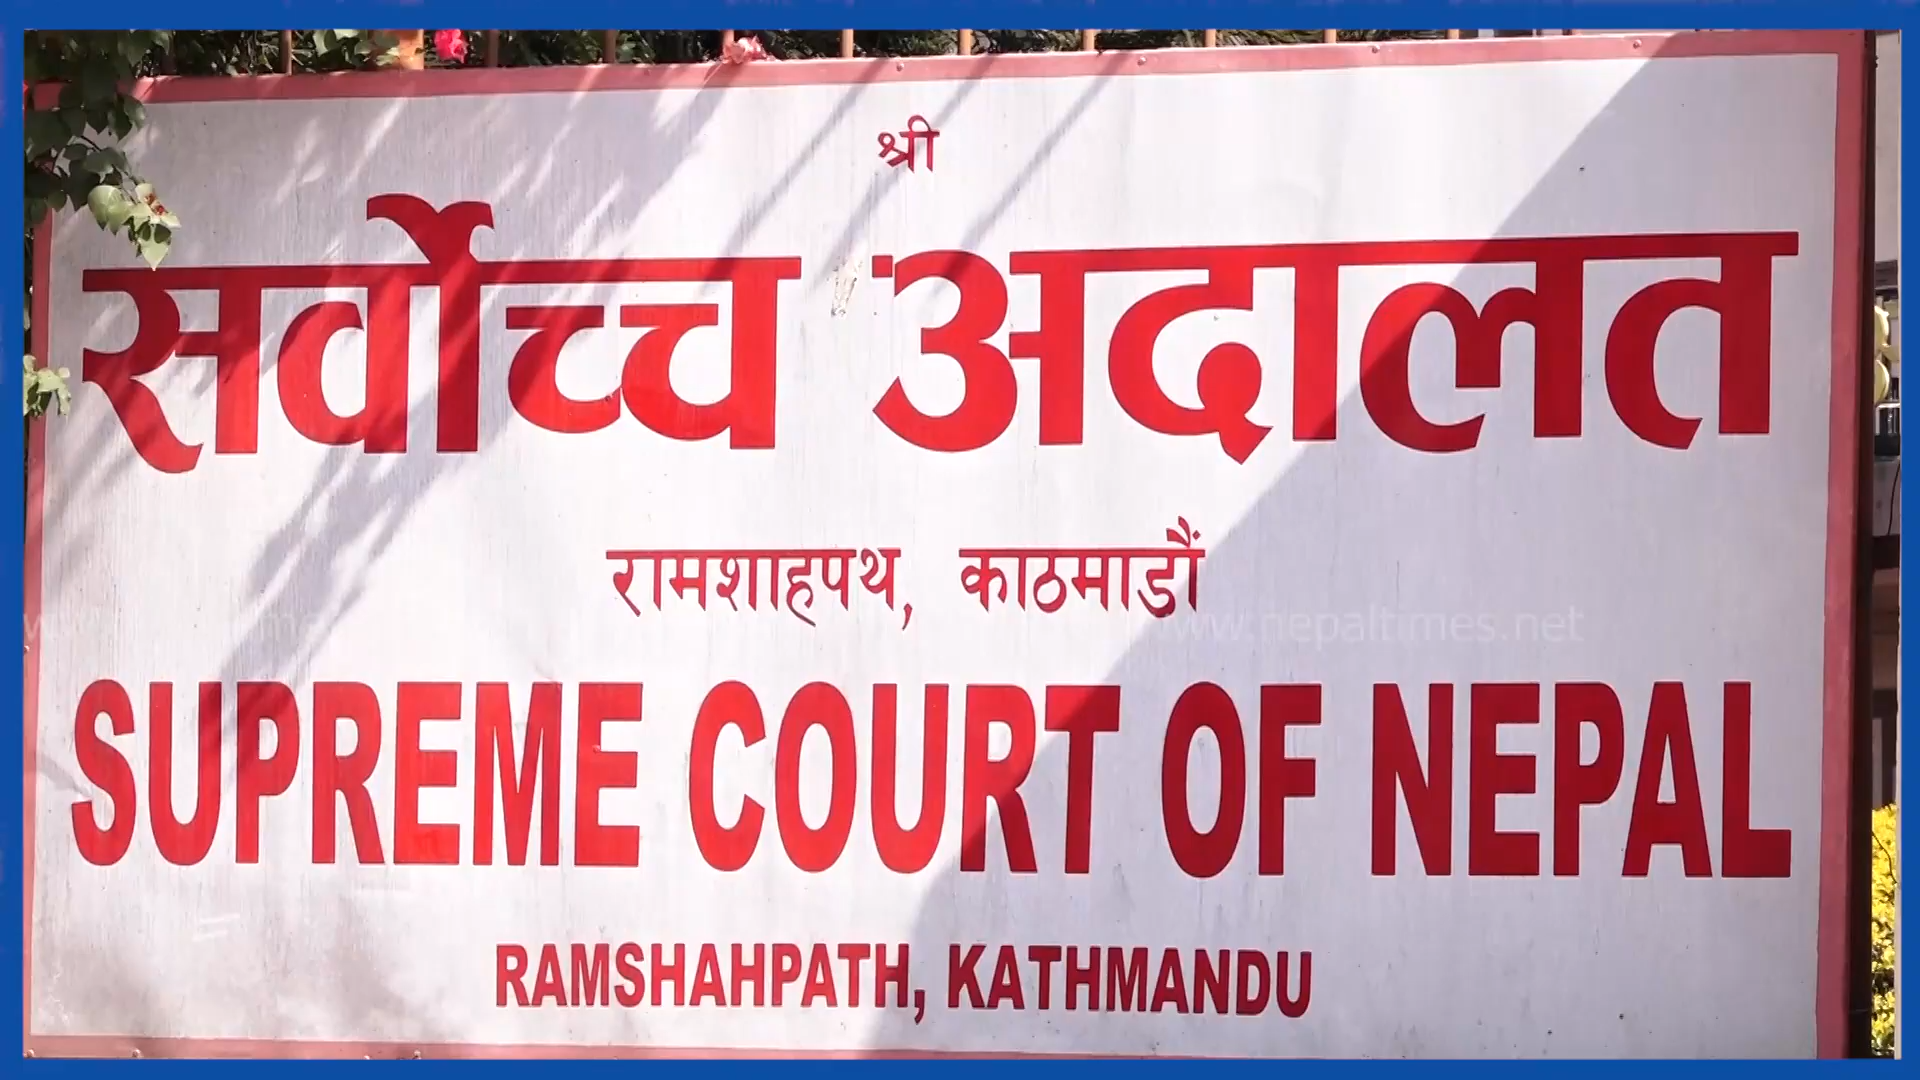 श्री
सर्वोच्च अदालत
रामशाहपथ, काठमाडौं
www.nepaltimes.net
SUPREME COURT OF NEPAL
RAMSHAHPATH, KATHMANDU